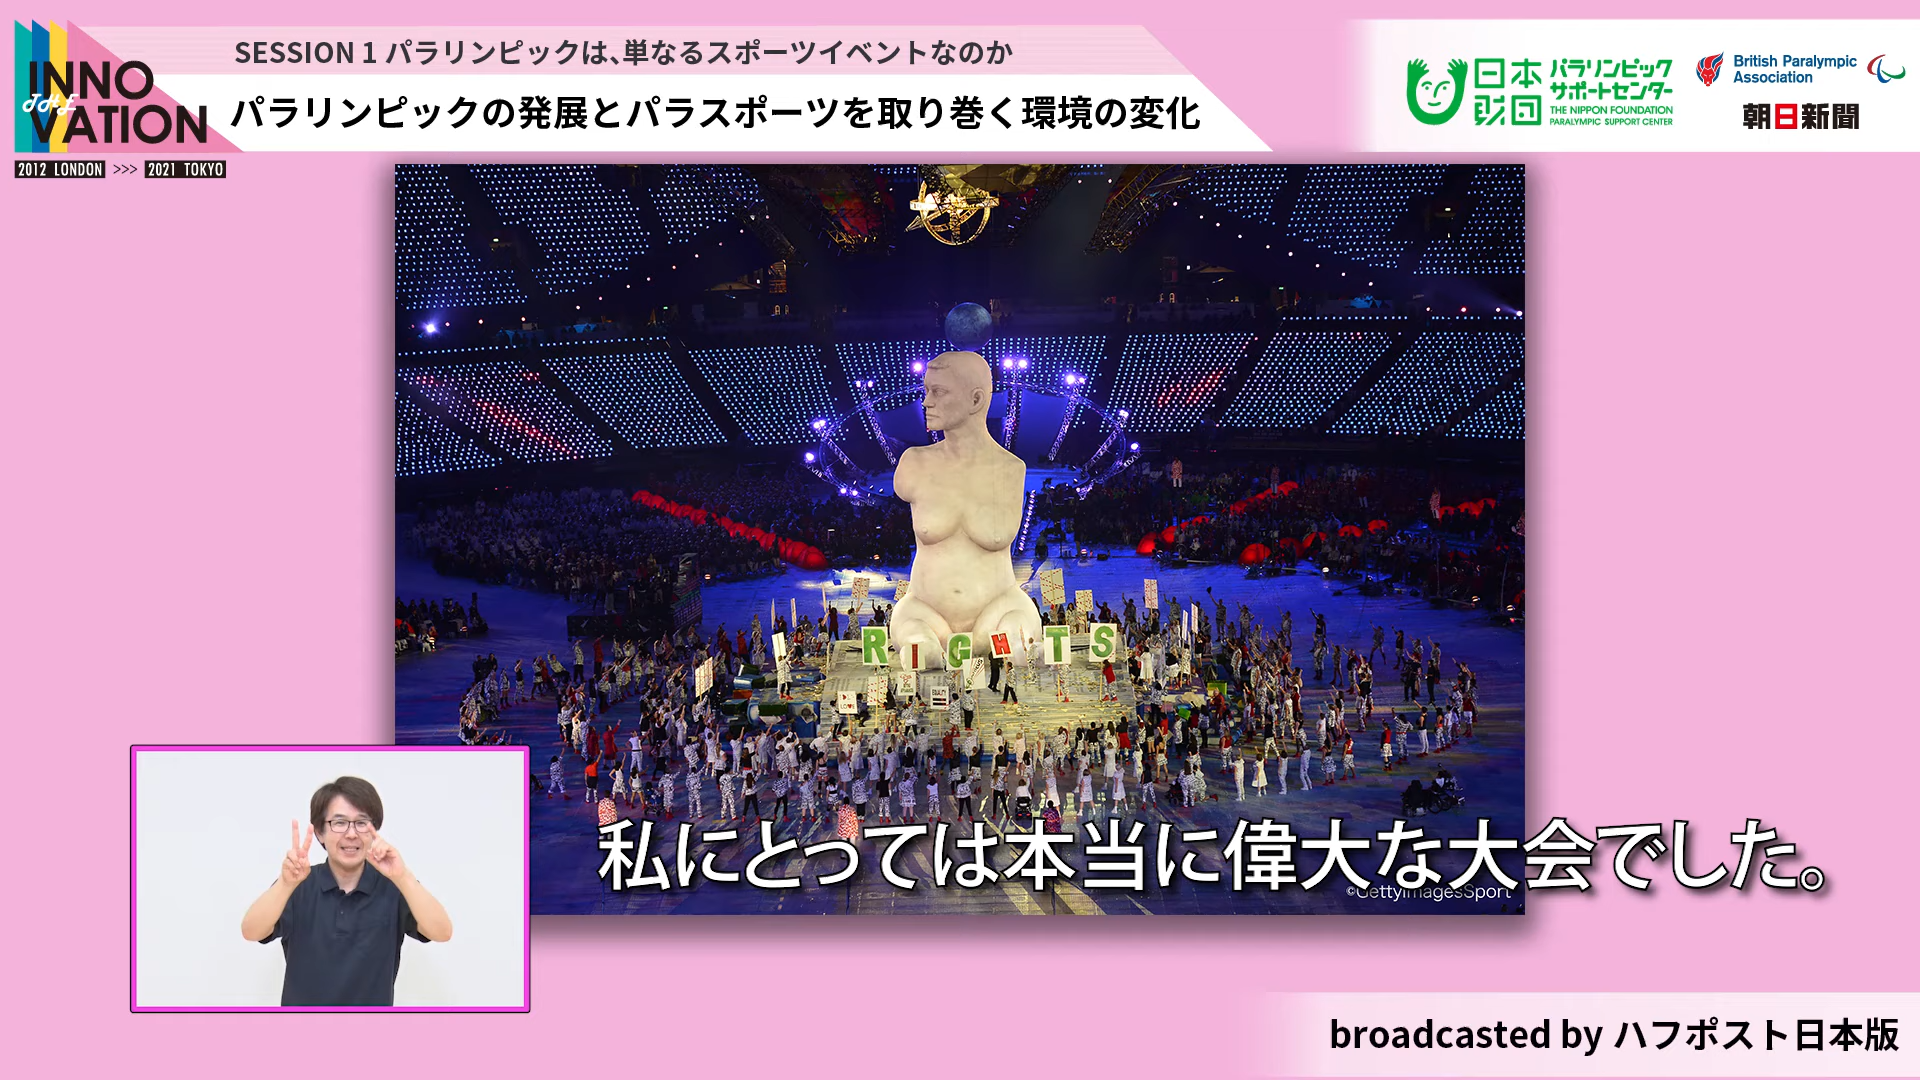 INNO
THE
VATION
2012 LONDON >>> 2021 TOKYO
SESSION 1 パラリンピックは、単なるスポーツイベントなのか
パラリンピックの発展とパラスポーツを取り巻く環境の変化
日本財団
パラリンピック
サポートセンター
THE NIPPON FOUNDATION
PARALYMPIC SUPPORT CENTER
British Paralympic
Association
朝日新聞
RIGHTS
LOVE
EQUALITY
私にとっては本当に偉大な大会でした。
©GettyImagesSport
broadcasted by ハフポスト日本版